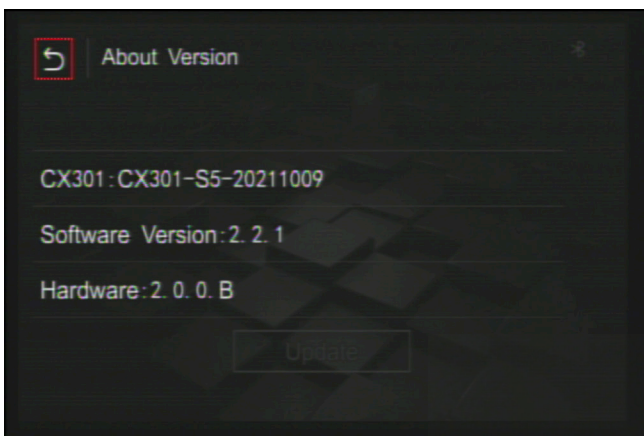 About Version
CX301:CX301-S5-20211009
Software Version:2.2.1
Hardware:2.0.0.B
Update